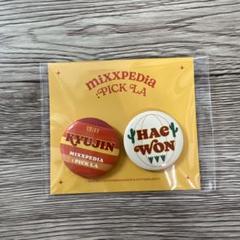 miXXPEDia
: PiCK LA
KYUJIN
MIXXPEDIA
: PICK LA
HAE
WON